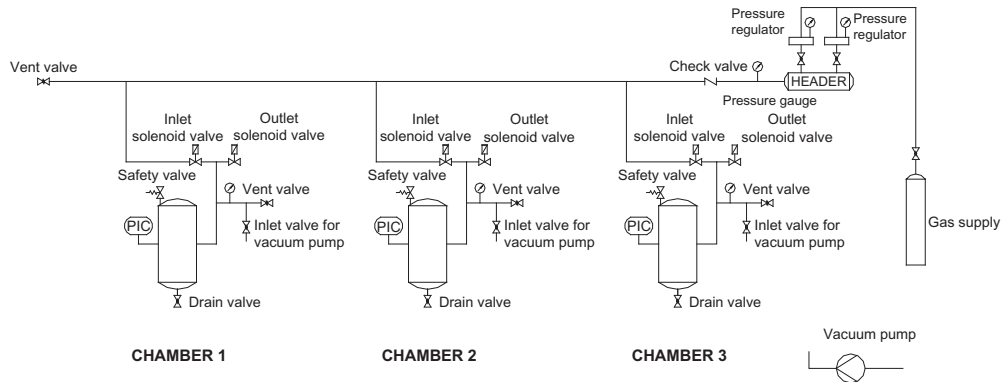 Pressure
regulator
Pressure
regulator
Vent valve
Check valve
HEADER
Pressure gauge
Inlet
solenoid valve
Outlet
solenoid valve
Inlet
solenoid valve
Outlet
solenoid valve
Inlet
solenoid valve
Outlet
solenoid valve
Safety valve
Vent valve
Safety valve
Vent valve
Safety valve
Vent valve
PIC
Inlet valve for
vacuum pump
PIC
Inlet valve for
vacuum pump
PIC
Inlet valve for
vacuum pump
Gas supply
Drain valve
Drain valve
Drain valve
CHAMBER 1
CHAMBER 2
CHAMBER 3
Vacuum pump